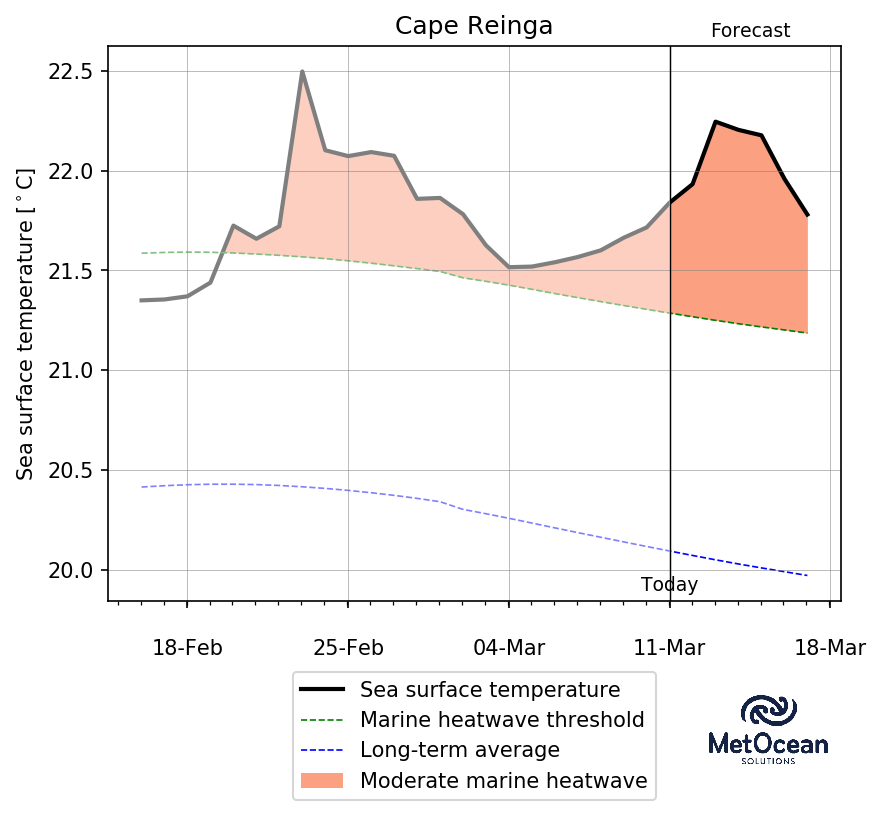 Cape Reinga
Forecast
Sea surface temperature [°C]
22.5
22.0
21.5
21.0
20.5
20.0
Today
18-Feb 25-Feb 04-Mar 11-Mar 18-Mar
Sea surface temperature
Marine heatwave threshold
Long-term average
Moderate marine heatwave
MetOcean
SOLUTIONS